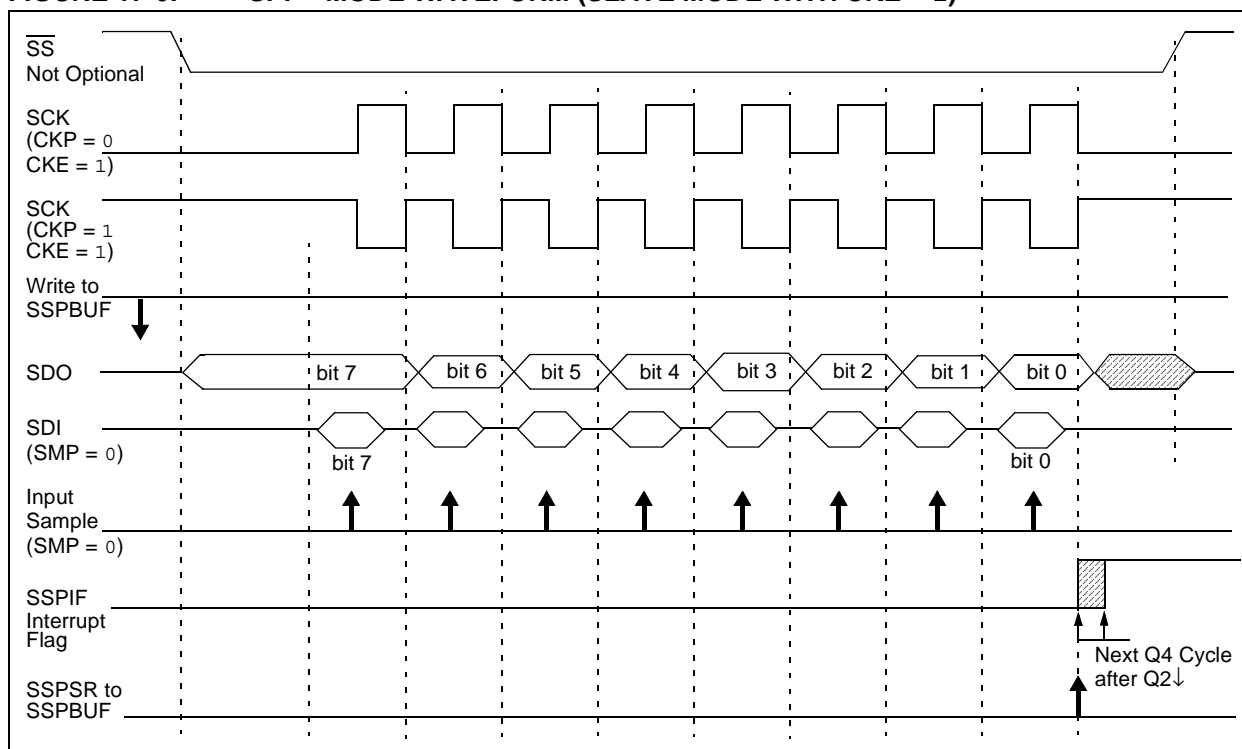 SS
Not Optional
SCK
(CKP = 0
CKE = 1)
SCK
(CKP = 1
CKE = 1)
Write to
SSPBUF
SDO
bit 7
bit 6
bit 5
bit 4
bit 3
bit 2
bit 1
bit 0
SDI
(SMP = 0)
bit 7
bit 0
Input
Sample
(SMP = 0)
SSPIF
Interrupt
Flag
Next Q4 Cycle
after Q2↓
SSPSR to
SSPBUF